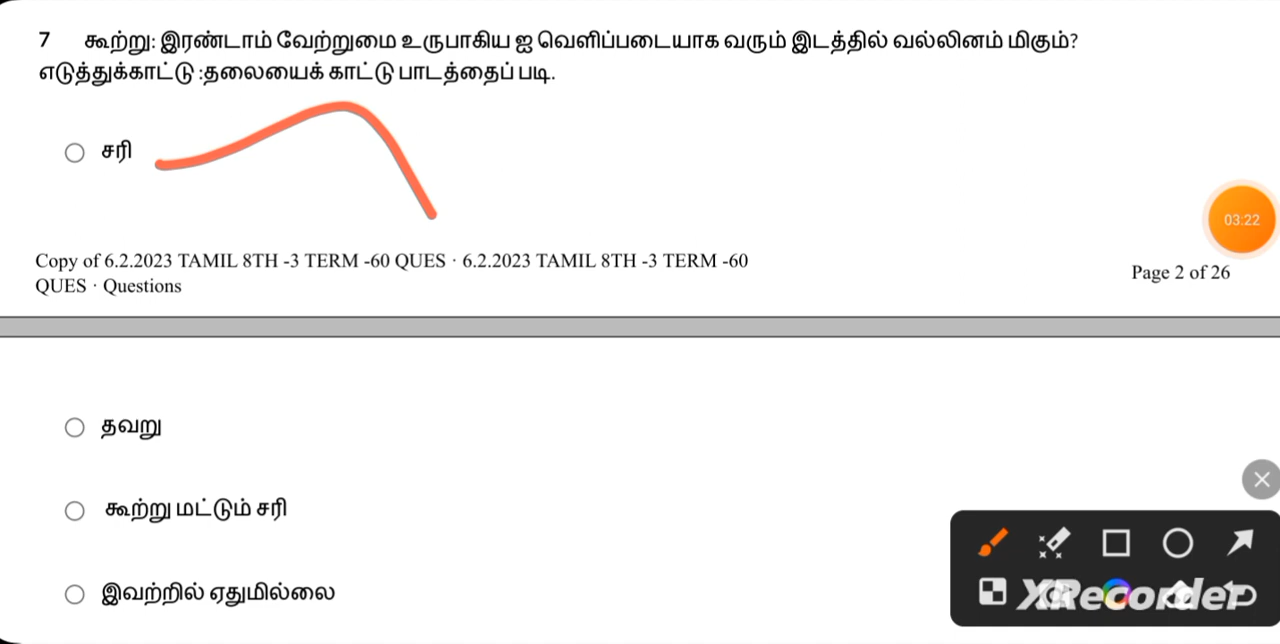 7 கூற்று: இரண்டாம் வேற்றுமை உருபாகிய ஐ வெளிப்படையாக வரும் இடத்தில் வல்லினம் மிகும்?
எடுத்துக்காட்டு :தலையைக் காட்டு பாடத்தைப் படி.
சரி
03:22
Copy of 6.2.2023 TAMIL 8TH -3 TERM -60 QUES · 6.2.2023 TAMIL 8TH -3 TERM -60
QUES · Questions
Page 2 of 26
தவறு
கூற்று மட்டும் சரி
இவற்றில் ஏதுமில்லை
XRecorder